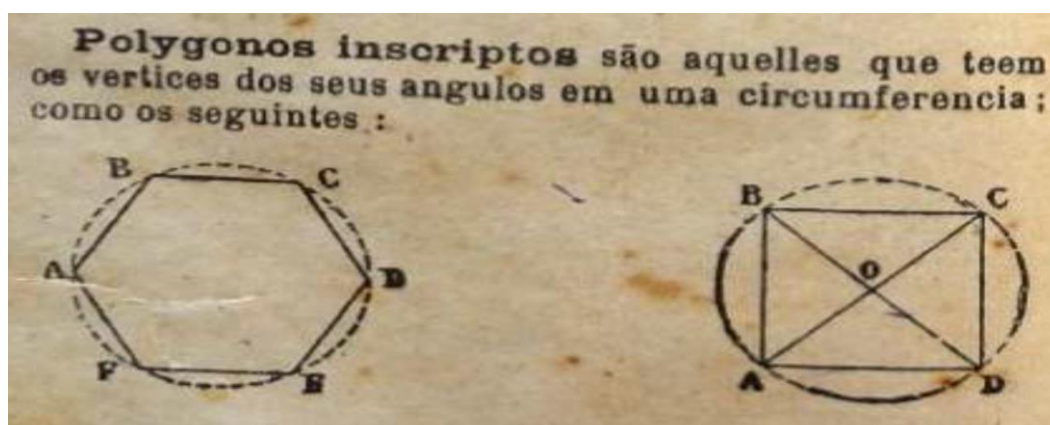 Polygonos inscriptos são aquelles que teem
os vertices dos seus angulos em uma circumferencia;
como os seguintes :
B C
A D
F E
B C
O
A D